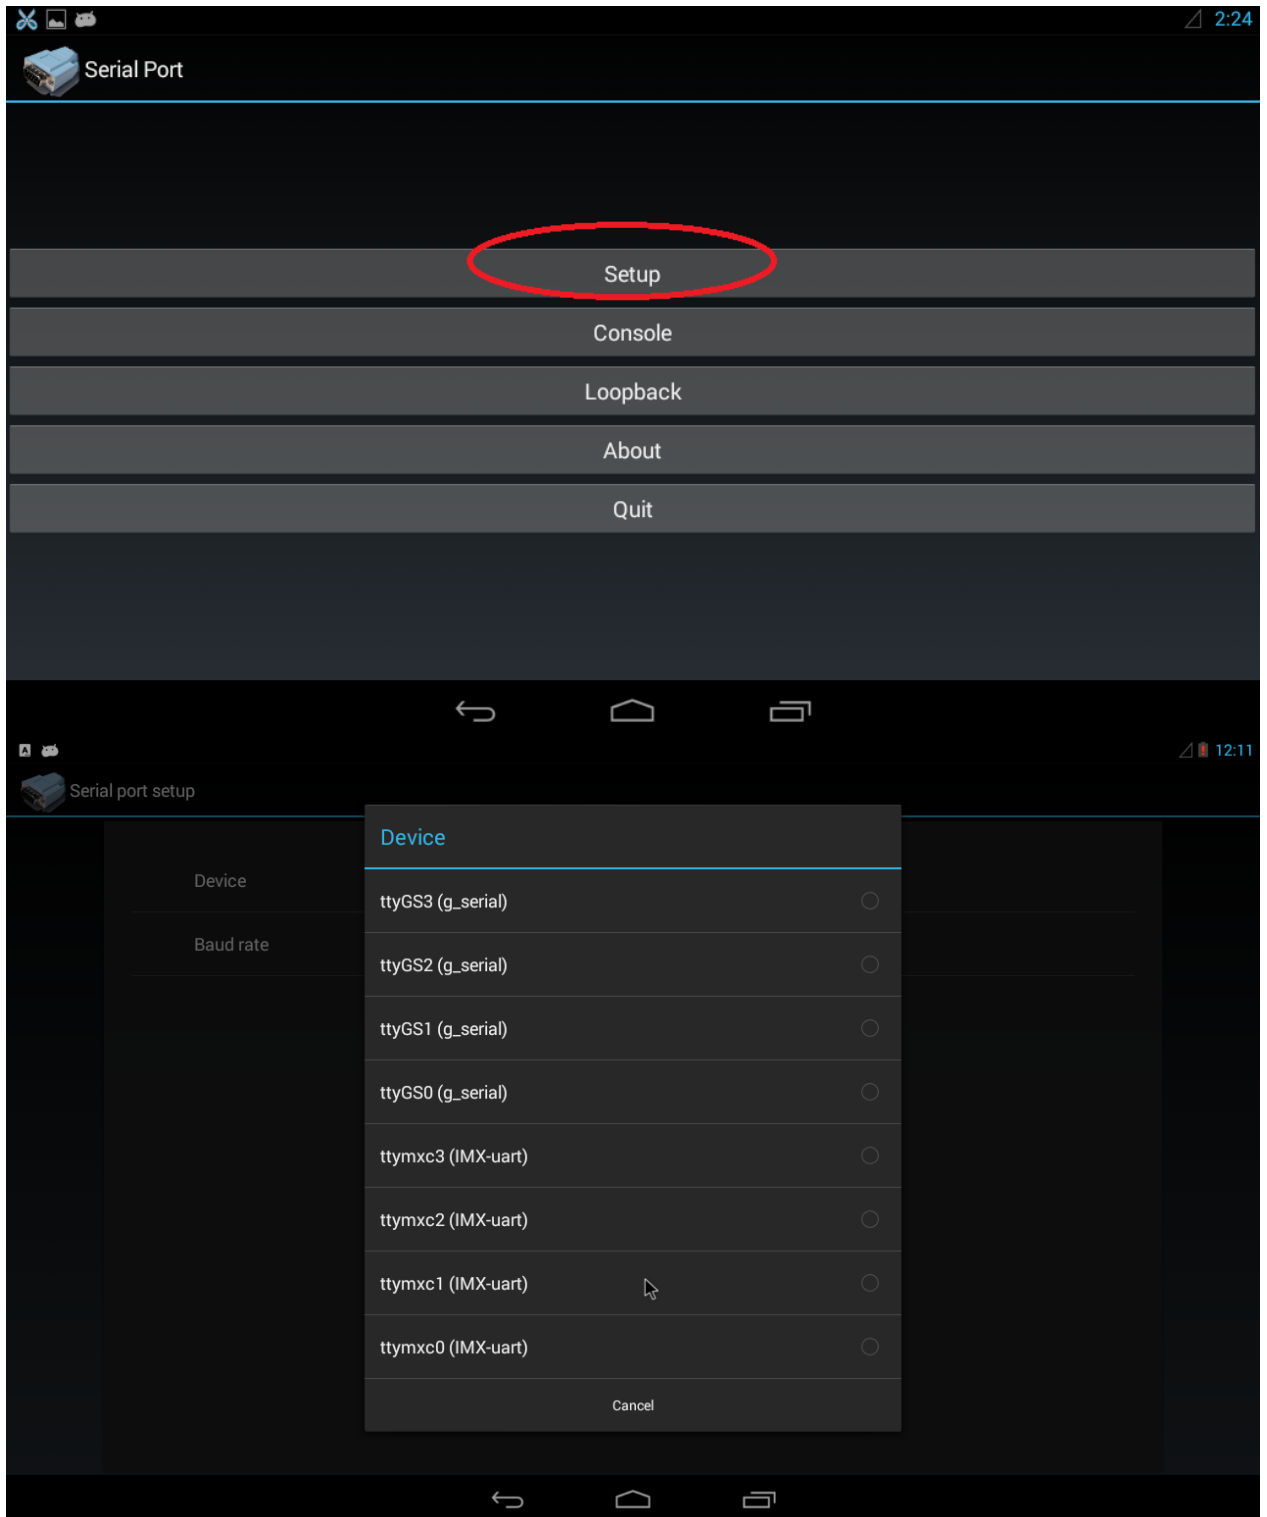 2:24
Serial Port
Setup
Console
Loopback
About
Quit
12:11
Serial port setup
Device
Device
Baud rate
ttyGS3 (g_serial)
ttyGS2 (g_serial)
ttyGS1 (g_serial)
ttyGS0 (g_serial)
ttymxc3 (IMX-uart)
ttymxc2 (IMX-uart)
ttymxc1 (IMX-uart)
ttymxc0 (IMX-uart)
Cancel